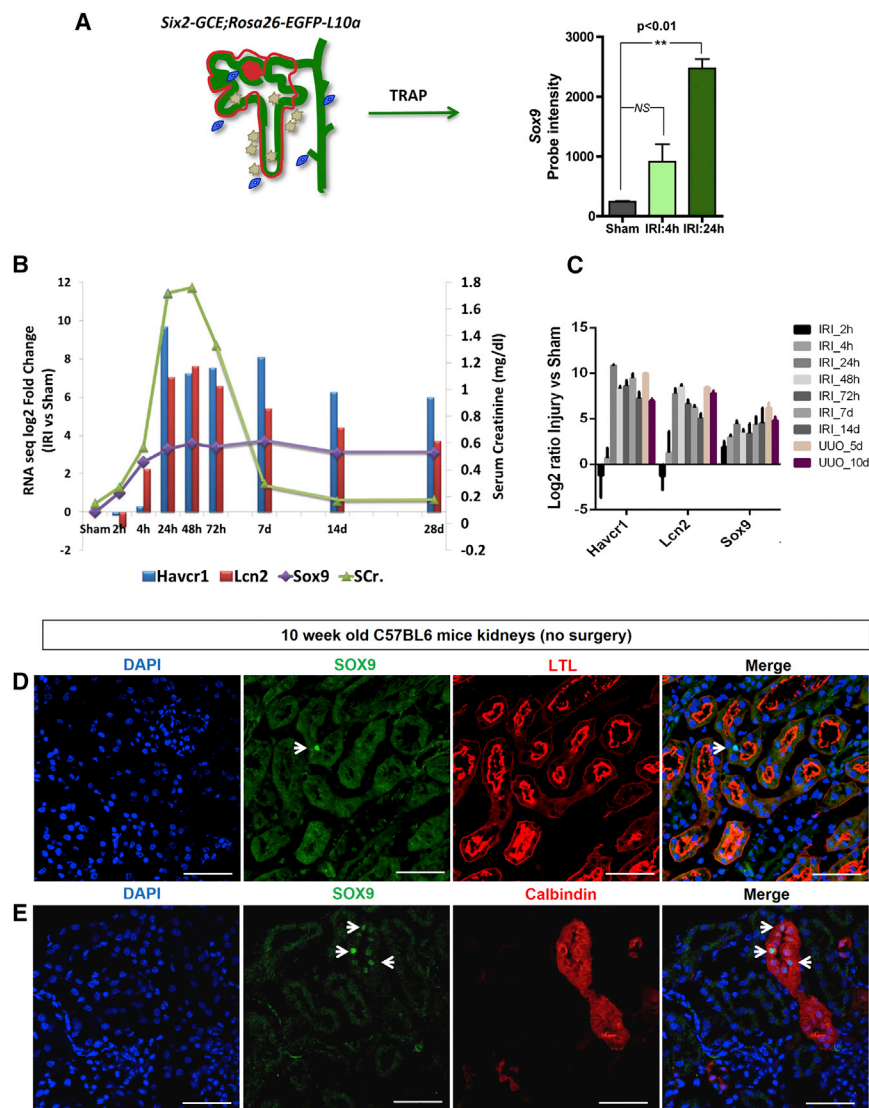 A
Six2-GCE;Rosa26-EGFP-L10a
TRAP
p<0.01
**
NS
Sox9
Probe intensity
3000
2000
1000
0
Sham IRI:4h IRI:24h
B
RNA seq log2 Fold Change
(IRI vs Sham)
12
10
8
6
4
2
0
-2
Sham 2h 4h 24h 48h 72h 7d 14d 28d
1.8
1.6
1.4
1.2
1
0.8
0.6
0.4
0.2
0
-0.2
Serum Creatinine (mg/dl)
Havcr1 Lcn2 Sox9 SCr.
C
Log2 ratio Injury vs Sham
15
10
5
0
-5
Havcr1
Lcn2
Sox9
IRI_2h
IRI_4h
IRI_24h
IRI_48h
IRI_72h
IRI_7d
IRI_14d
UUO_5d
UUO_10d
10 week old C57BL6 mice kidneys (no surgery)
DAPI SOX9 LTL Merge
D
DAPI SOX9 Calbindin Merge
E